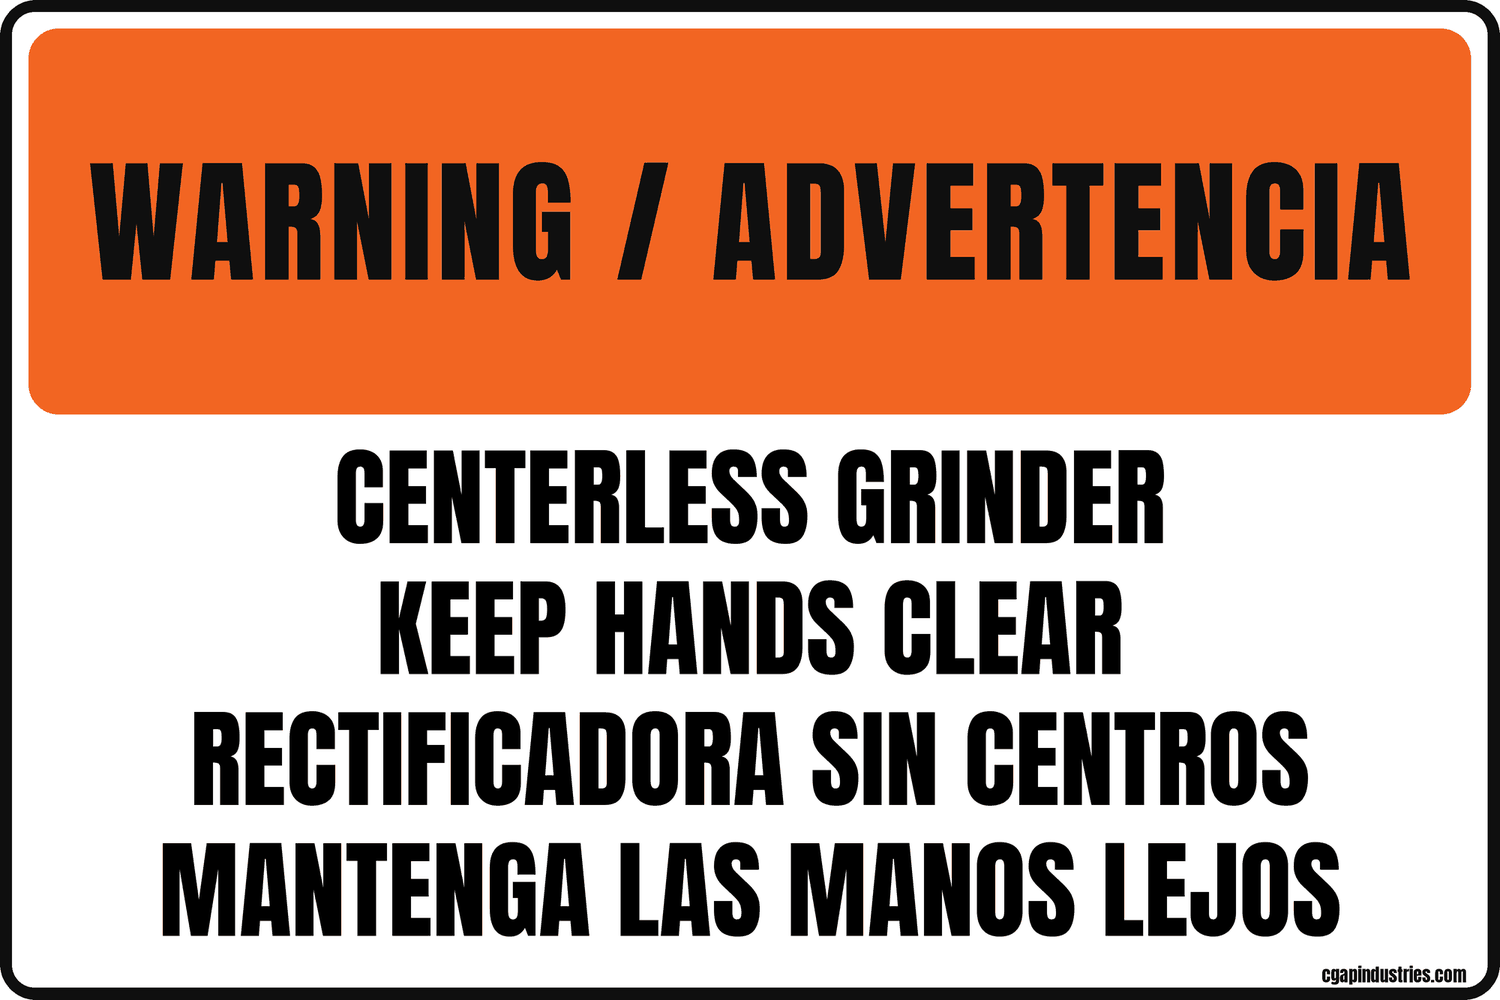 WARNING / ADVERTENCIA
CENTERLESS GRINDER
KEEP HANDS CLEAR
RECTIFICADORA SIN CENTROS
MANTENGA LAS MANOS LEJOS
cgapindustries.com